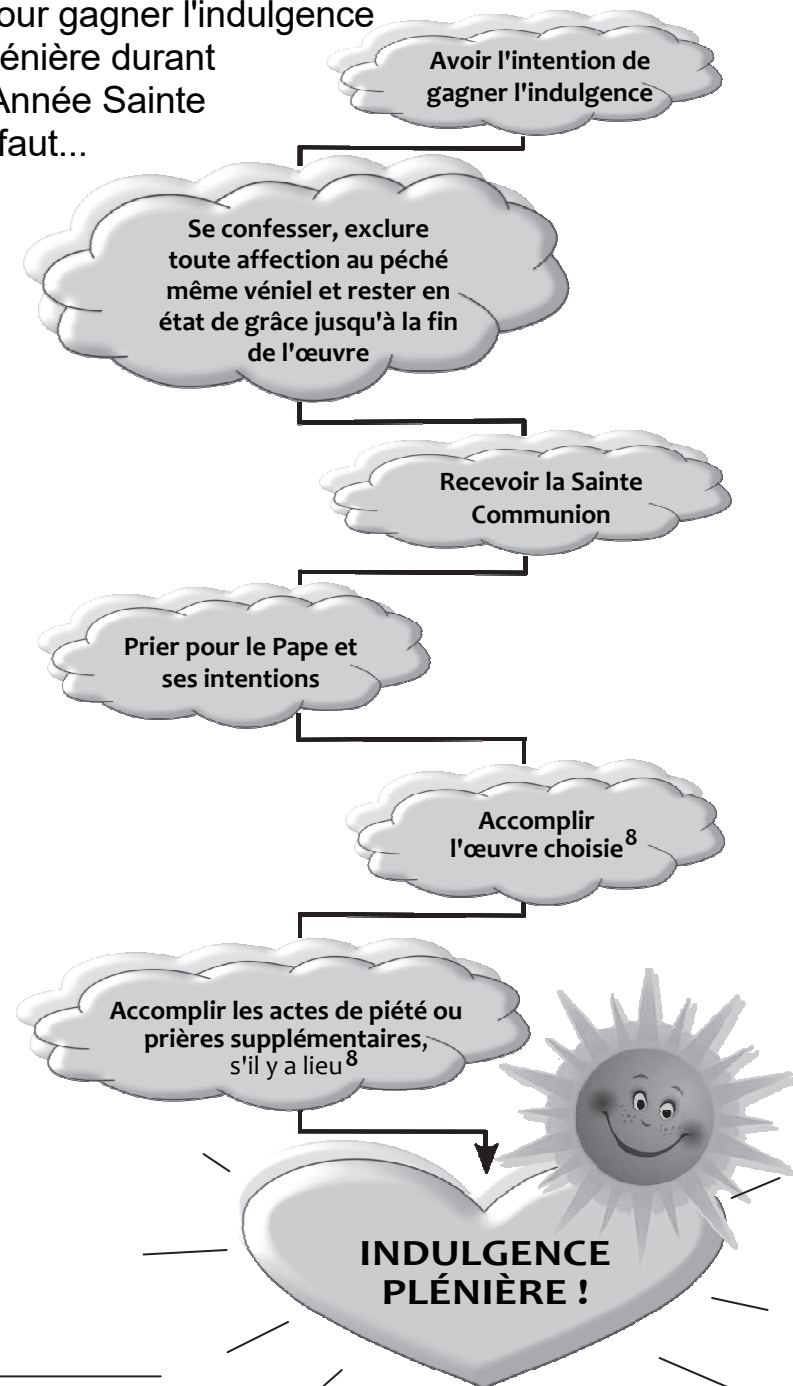 our gagner l'indulgence
énière durant
Année Sainte
faut...
Avoir l'intention de
gagner l'indulgence
Se confesser, exclure
toute affection au péché
même véniel et rester en
état de grâce jusqu'à la fin
de l'œuvre
Recevoir la Sainte
Communion
Prier pour le Pape et
ses intentions
Accomplir
l'œuvre choisie8
Accomplir les actes de piété ou
prières supplémentaires,
s'il y a lieu8
INDULGENCE
PLÉNIÈRE !